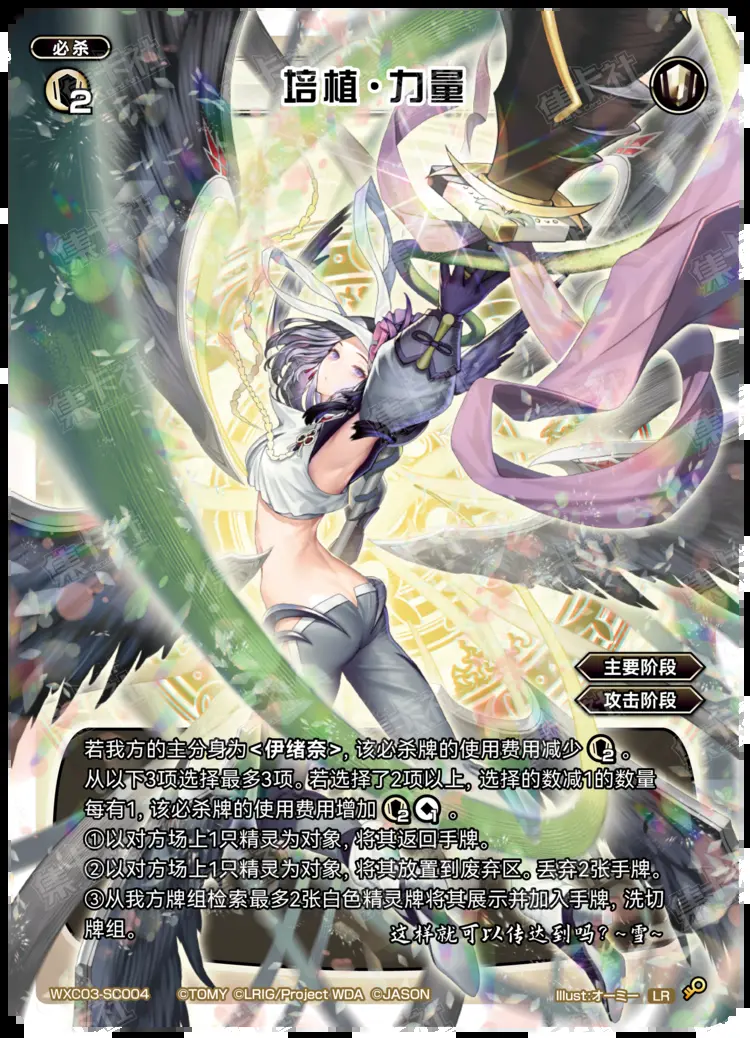 必杀
2
培植·力量
主要阶段
攻击阶段
若我方的主分身为<伊绪奈>,该必杀牌的使用费用减少2。
从以下3项选择最多3项。若选择了2项以上,选择的数减1的数量
每有1,该必杀牌的使用费用增加2 1。
①以对方场上1只精灵为对象,将其返回手牌。
②以对方场上1只精灵为对象,将其放置到废弃区。丢弃2张手牌。
③从我方牌组检索最多2张白色精灵牌将其展示并加入手牌,洗切
牌组。
这样就可以传达到吗?~雪~
WXC03-SC004 ©TOMY ©LRIG/Project WDA ©JASON Illust:オーミー LR
集卡社